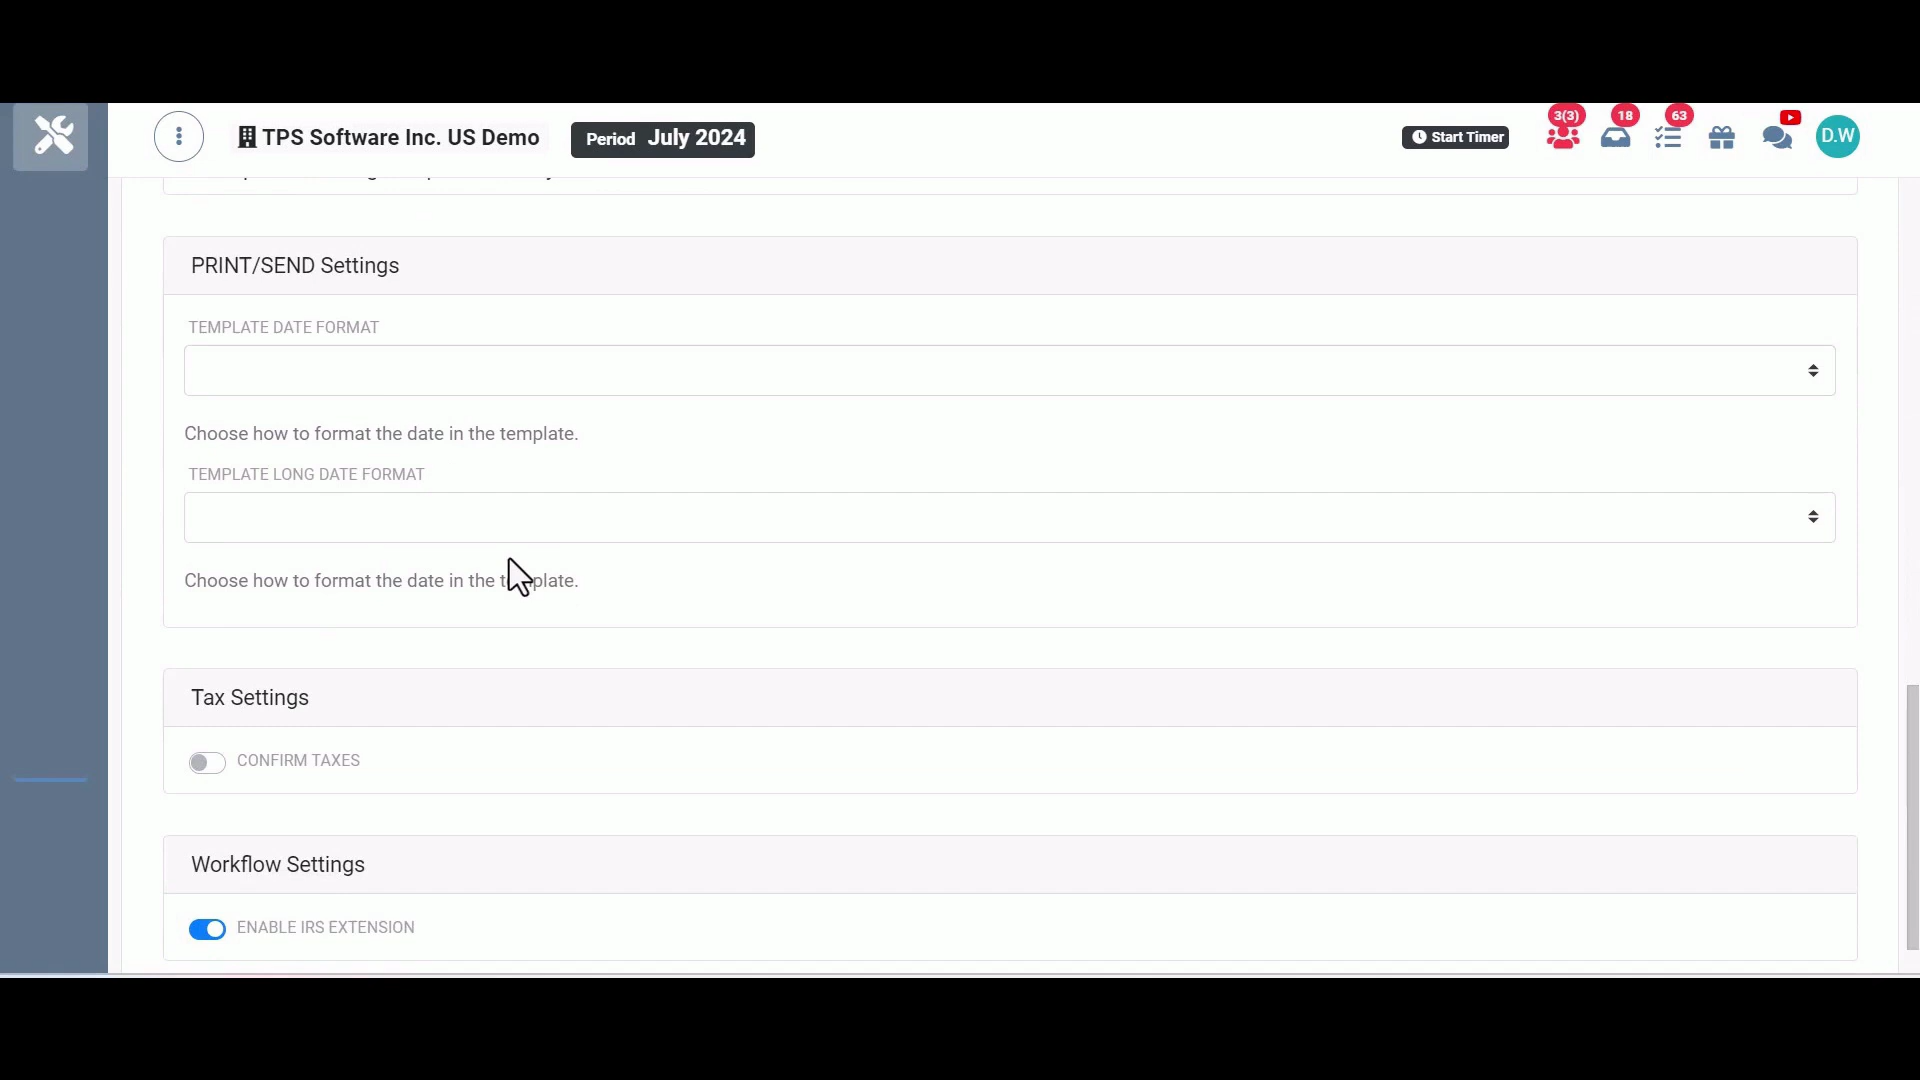 TPS Software Inc. US Demo
Period July 2024
Start Timer
3(3)
18
63
D.W
PRINT/SEND Settings
TEMPLATE DATE FORMAT
Choose how to format the date in the template.
TEMPLATE LONG DATE FORMAT
Choose how to format the date in the plate.
Tax Settings
CONFIRM TAXES
Workflow Settings
ENABLE IRS EXTENSION